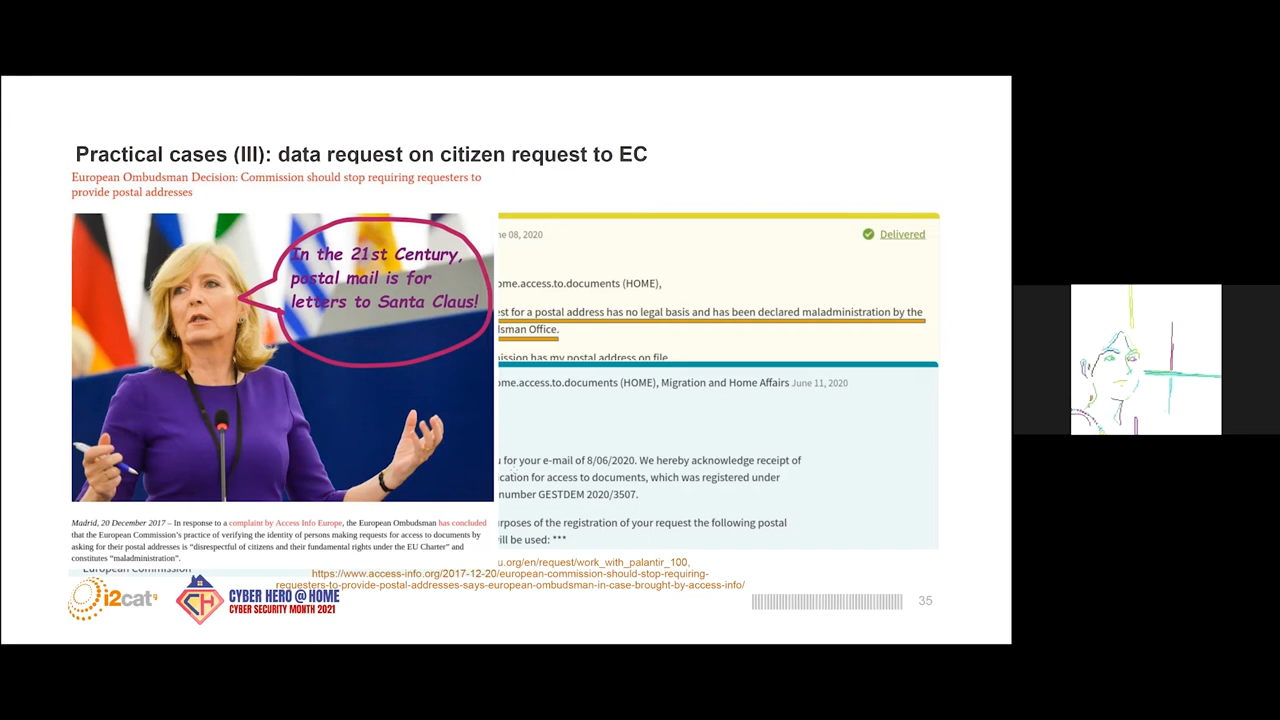 Practical cases (III): data request on citizen request to EC
European Ombudsman Decision: Commission should stop requiring requesters to
provide postal addresses
In the 21st Century,
postal mail is for
letters to Santa Claus!
Madrid, 20 December 2017 – In response to a complaint by Access Info Europe, the European Ombudsman has concluded
that the European Commission's practice of verifying the identity of persons making requests for access to documents by
asking for their postal addresses is “disrespectful of citizens and their fundamental rights under the EU Charter” and
constitutes “maladministration”.
European Commission
ne 08, 2020
Delivered
ome.access.to.documents (HOME),
est for a postal address has no legal basis and has been declared maladministration by the
dsman Office.
mission has my postal address on file.
ome.access.to.documents (HOME), Migration and Home Affairs June 11, 2020
u for your e-mail of 8/06/2020. We hereby acknowledge receipt of
ication for access to documents, which was registered under
number GESTDEM 2020/3507.
urposes of the registration of your request the following postal
ill be used: ***
u.org/en/request/work_with_palantir_100,
https://www.access-info.org/2017-12-20/european-commission-should-stop-requiring-
requesters-to-provide-postal-addresses-says-european-ombudsman-in-case-brought-by-access-info/
i2cat
CH
CYBER HERO @ HOME
CYBER SECURITY MONTH 2021
35